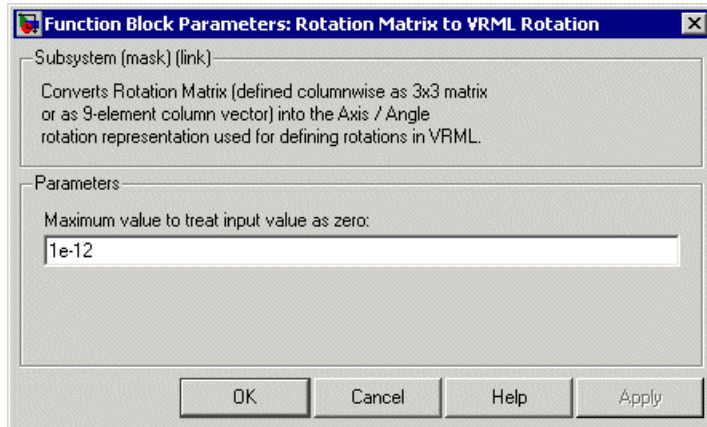 Function Block Parameters: Rotation Matrix to VRML Rotation
Subsystem (mask) (link)
Converts Rotation Matrix (defined columnwise as 3x3 matrix
or as 9-element column vector) into the Axis / Angle
rotation representation used for defining rotations in VRML.
Parameters
Maximum value to treat input value as zero:
1e-12
OK Cancel Help Apply